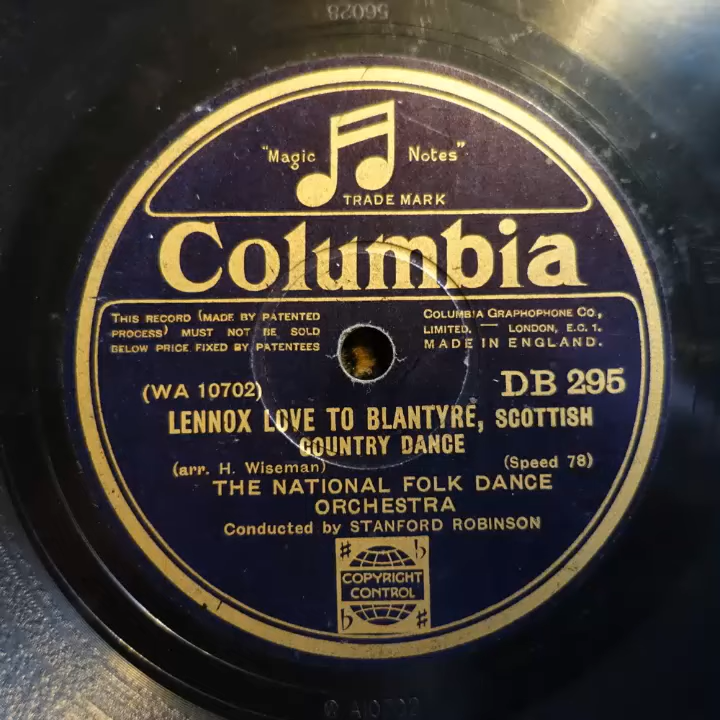 56028
"Magic Notes"
TRADE MARK
Columbia
THIS RECORD (MADE BY PATENTED
PROCESS) MUST NOT BE SOLD
BELOW PRICE FIXED BY PATENTEES
COLUMBIA GRAPHOPHONE CO.,
LIMITED. — LONDON, E.C.1.
MADE IN ENGLAND.
(WA 10702)
DB 295
LENNOX LOVE TO BLANTYRE, SCOTTISH
COUNTRY DANCE
(arr. H. Wiseman)
(Speed 78)
THE NATIONAL FOLK DANCE
ORCHESTRA
Conducted by STANFORD ROBINSON
COPYRIGHT
CONTROL